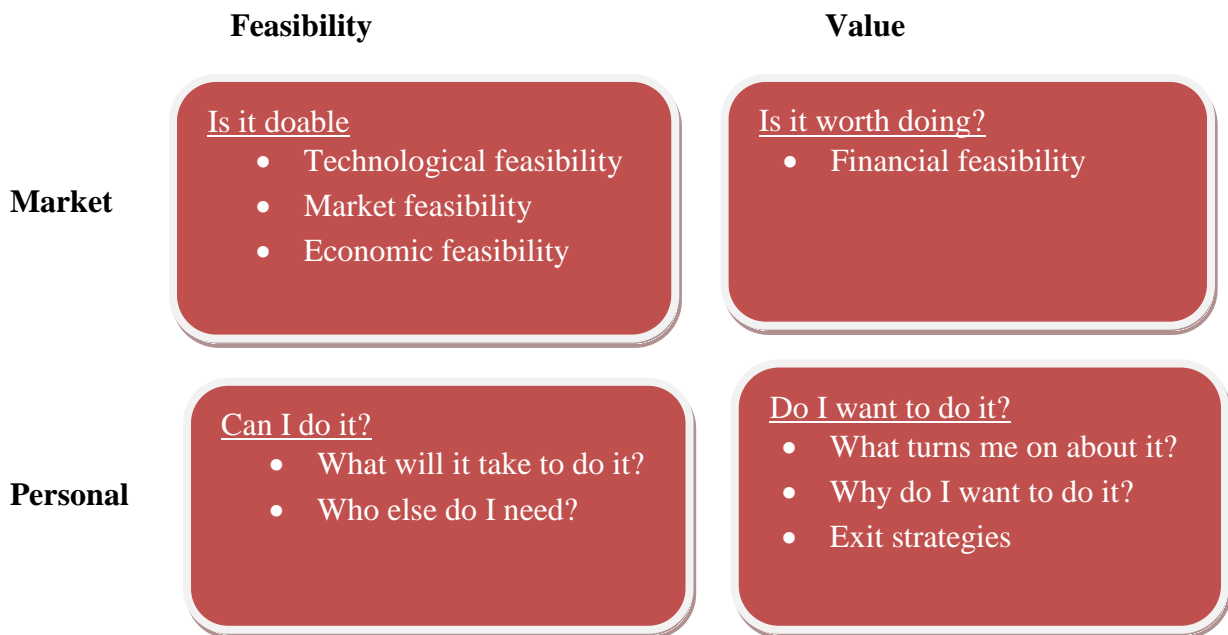 Feasibility
Value
Market
Is it doable
• Technological feasibility
• Market feasibility
• Economic feasibility
Is it worth doing?
• Financial feasibility
Personal
Can I do it?
• What will it take to do it?
• Who else do I need?
Do I want to do it?
• What turns me on about it?
• Why do I want to do it?
• Exit strategies